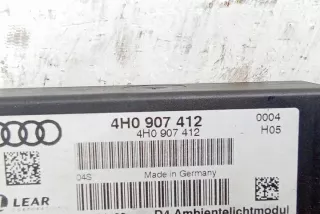 4H0 907 412
0004
4H0 907 412
H05
Made in Germany
04S
LEAR
D4 Ambientelichtmodul